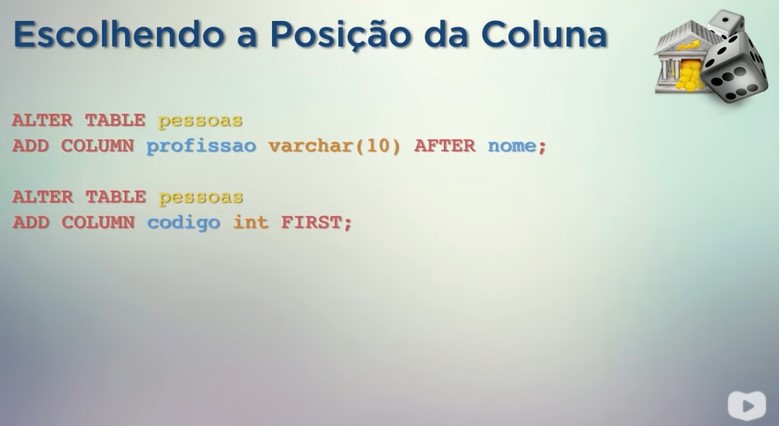 Escolhendo a Posição da Coluna
ALTER TABLE pessoas
ADD COLUMN profissao varchar(10) AFTER nome;
ALTER TABLE pessoas
ADD COLUMN codigo int FIRST;